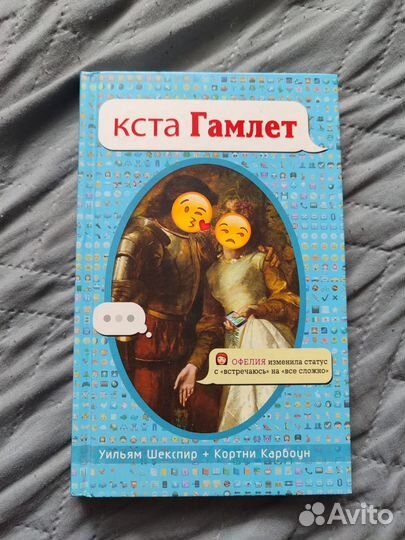 кста Гамлет
ОФЕЛИЯ изменила статус
с «встречаюсь» на «все сложно»
Уильям Шекспир + Кортни Карбоун
Avito